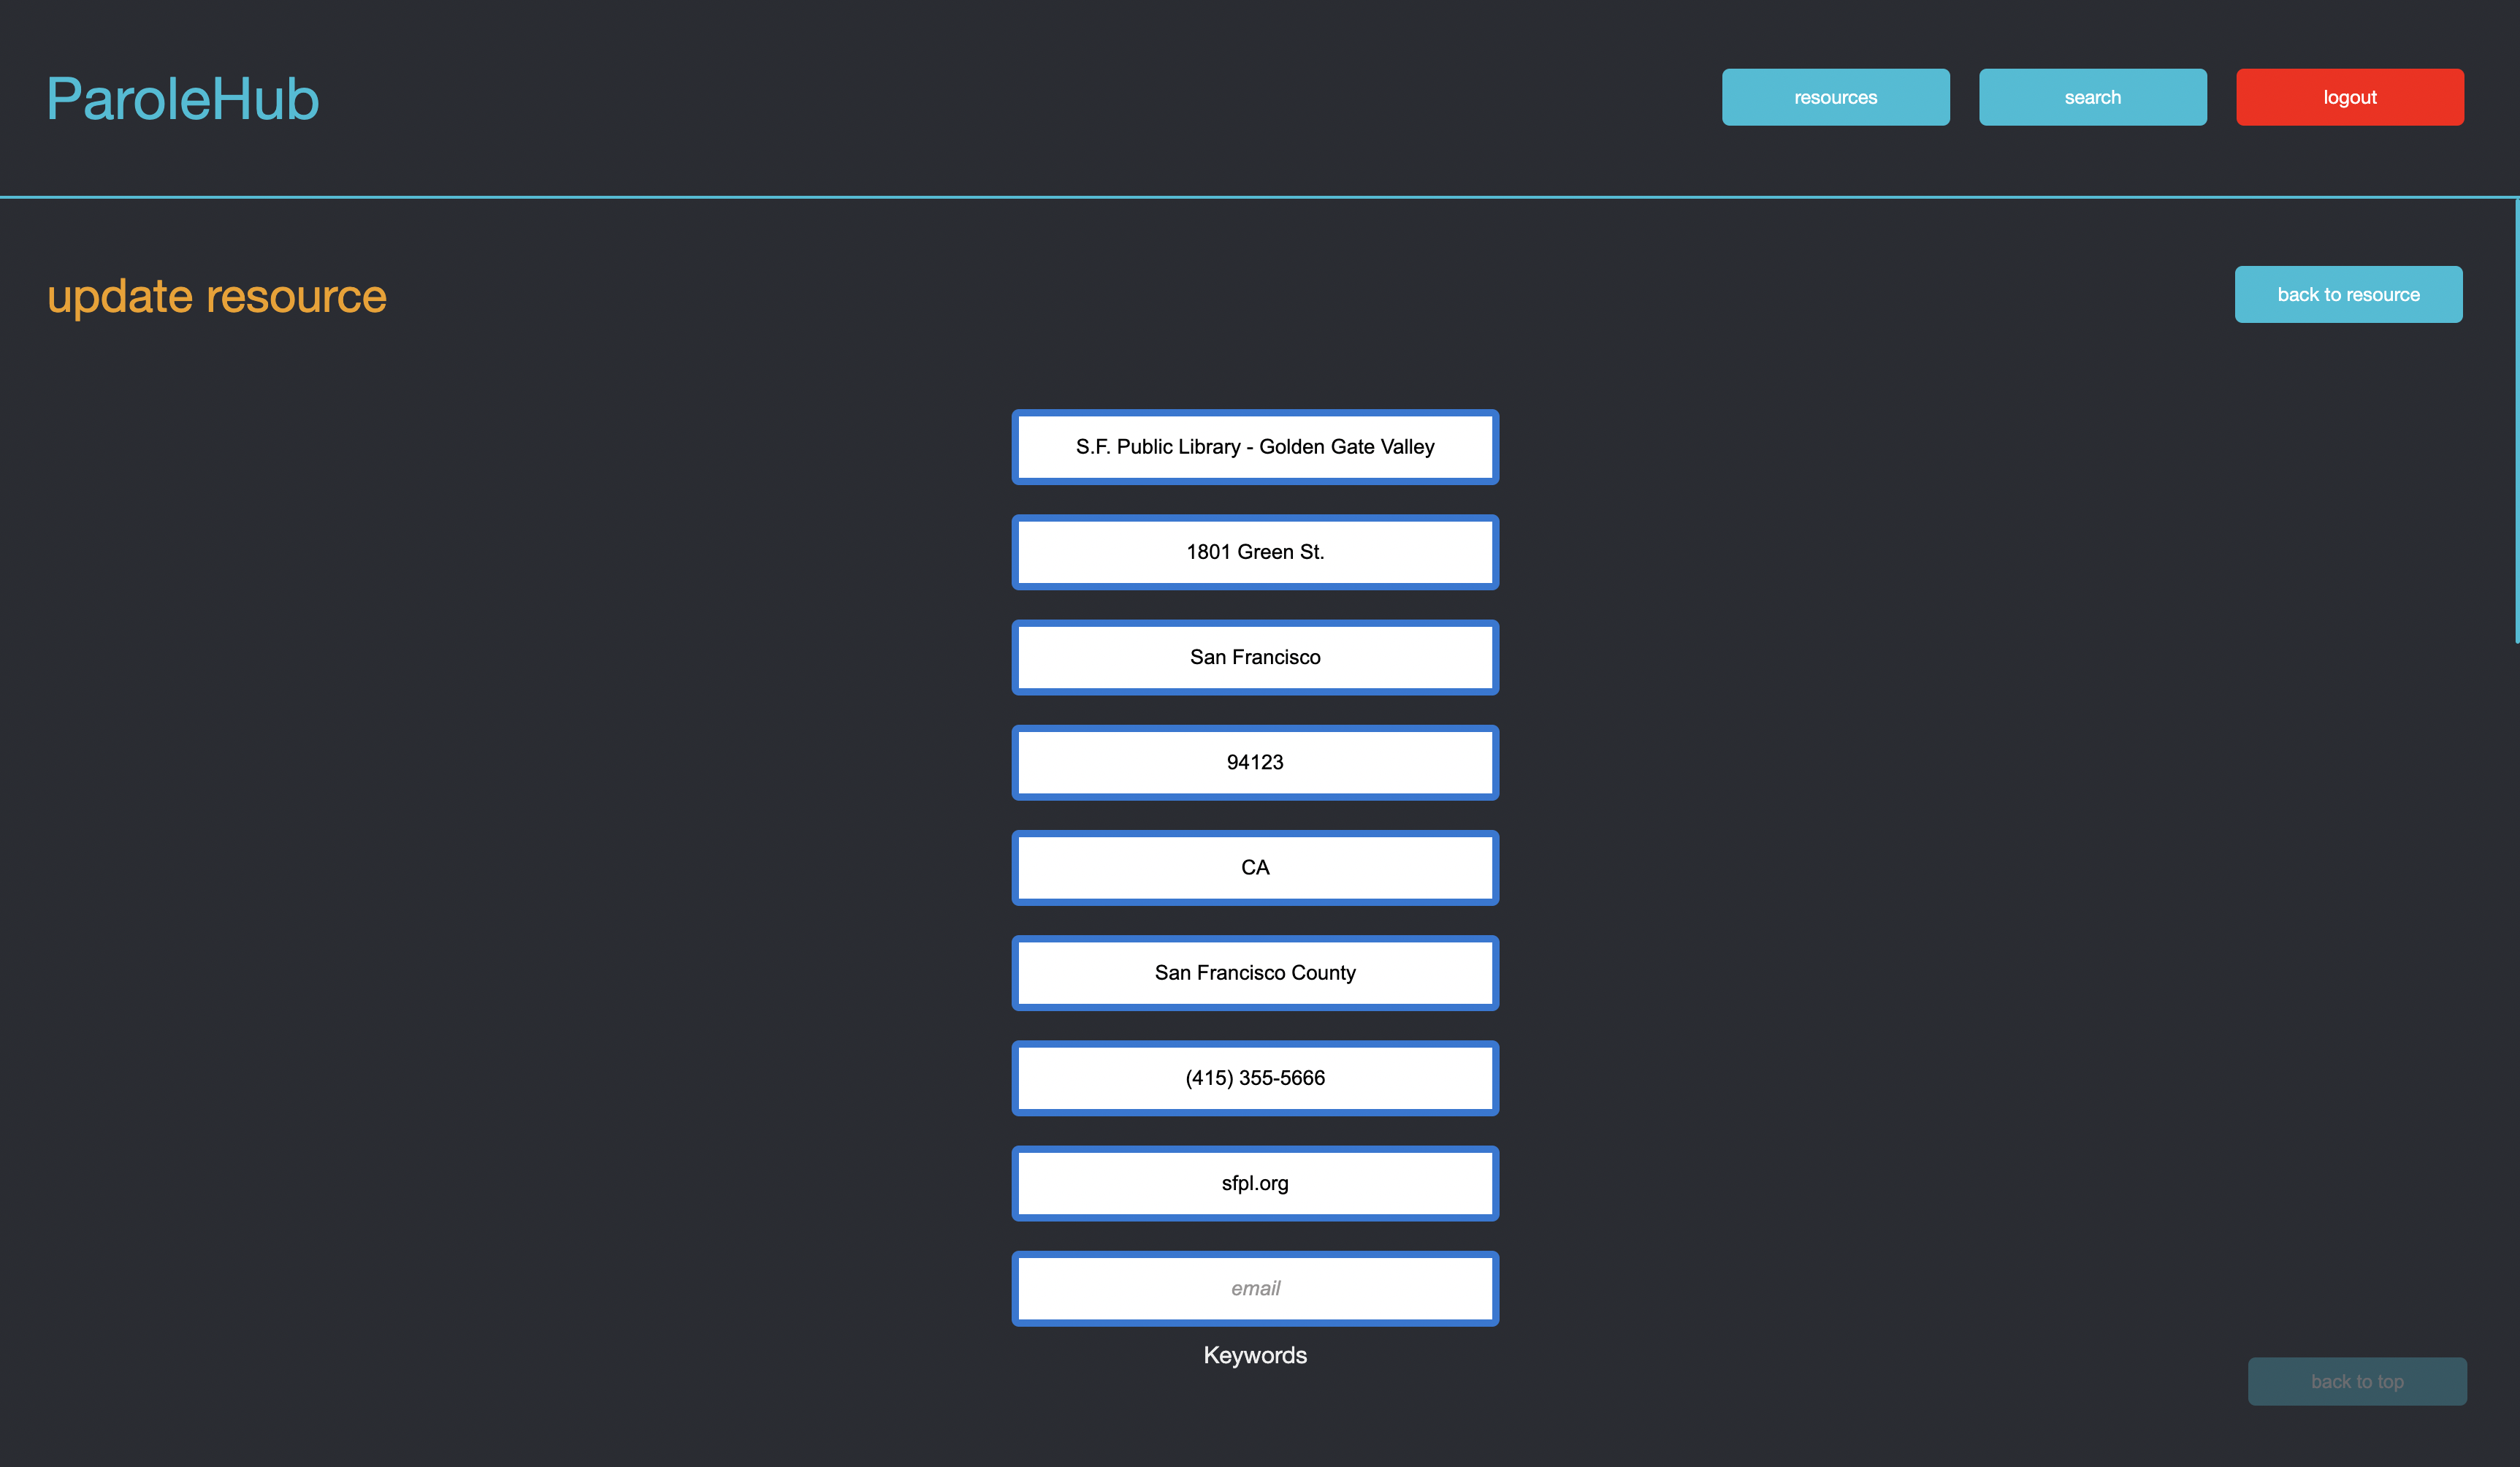 ParoleHub
resources
search
logout
update resource
back to resource
S.F. Public Library - Golden Gate Valley
1801 Green St.
San Francisco
94123
CA
San Francisco County
(415) 355-5666
sfpl.org
email
Keywords
back to top